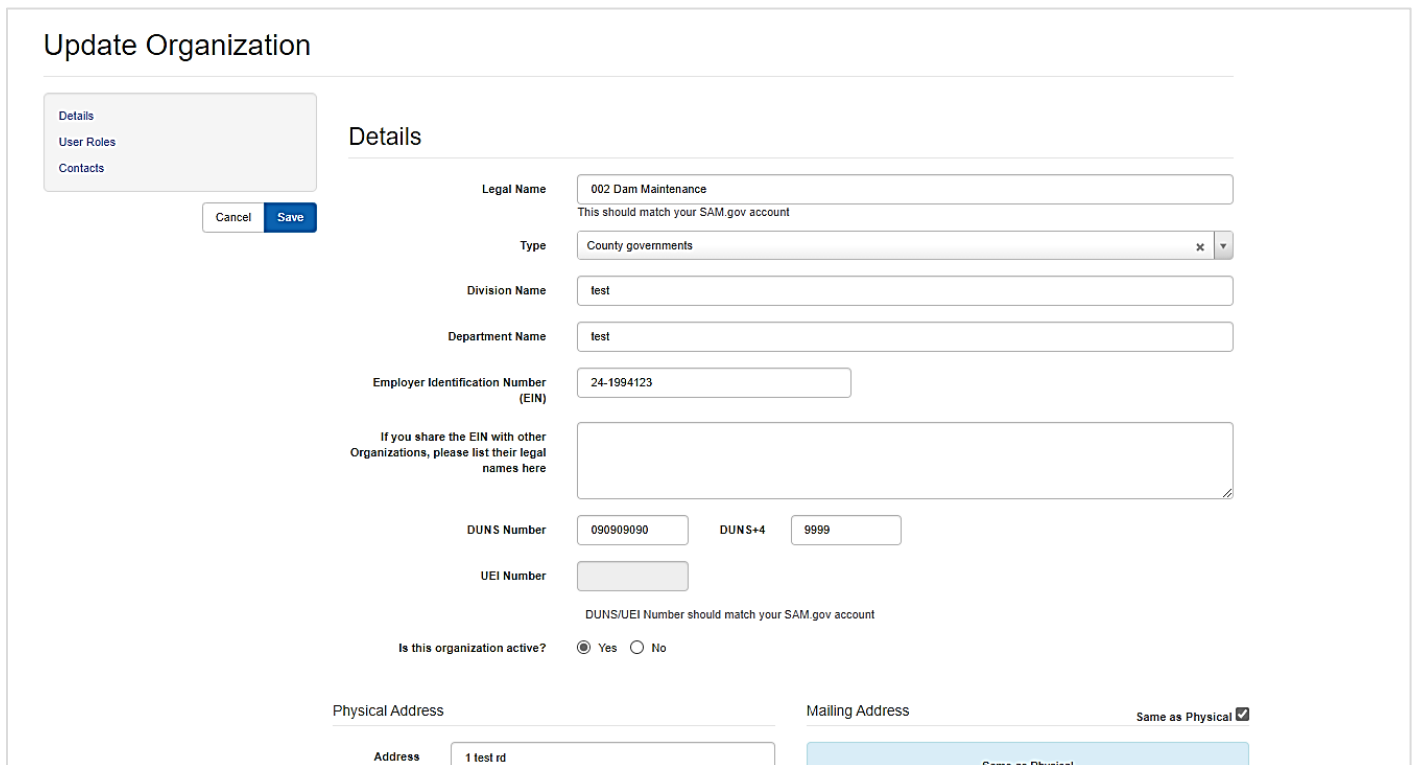 Update Organization
Details
User Roles
Contacts
Cancel Save
Details
Legal Name 002 Dam Maintenance
This should match your SAM.gov account
Type County governments
Division Name test
Department Name test
Employer Identification Number 24-1994123
(EIN)
If you share the EIN with other
Organizations, please list their legal
names here
DUNS Number 090909090 DUNS+4 9999
UEI Number
DUNS/UEI Number should match your SAM.gov account
Is this organization active? Yes No
Physical Address
Address 1 test rd
Mailing Address Same as Physical
Same as Physical